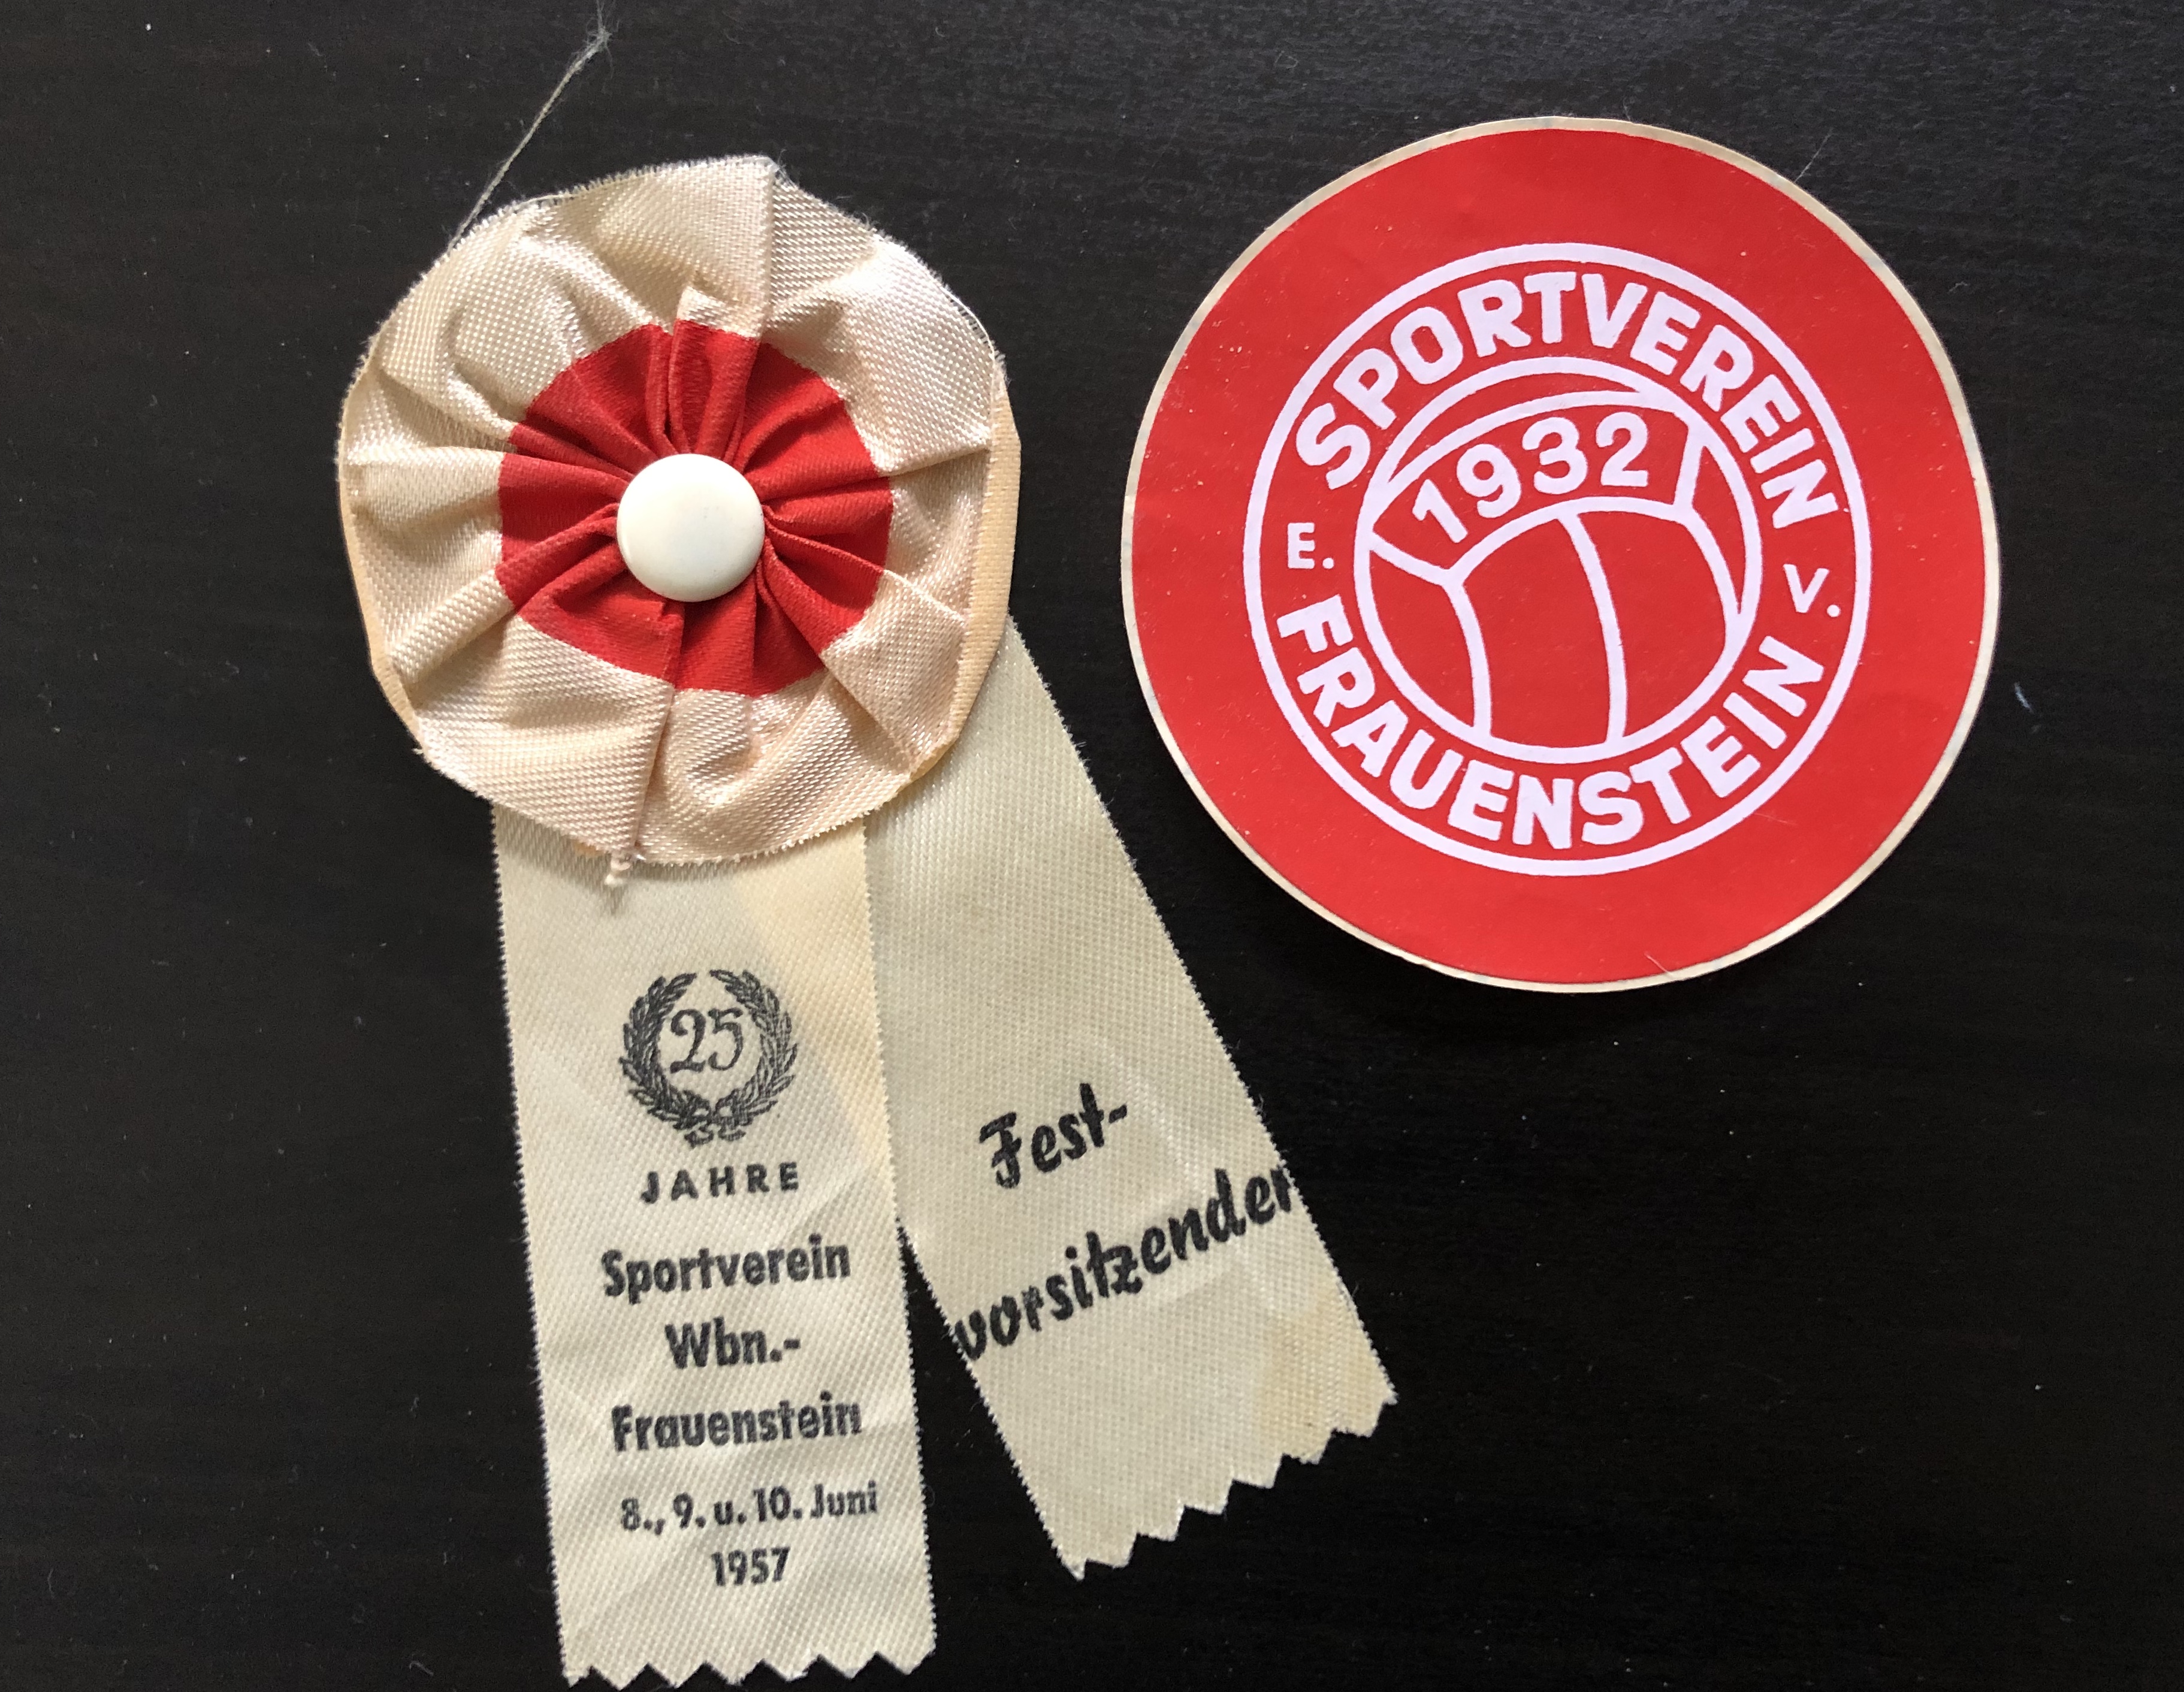 25
JAHRE
Sportverein
Wbn.-
Frauenstein
8., 9. u. 10. Juni
1957
Fest-
vorsitzender
SPORTVEREIN
1932
E. V.
FRAUENSTEIN